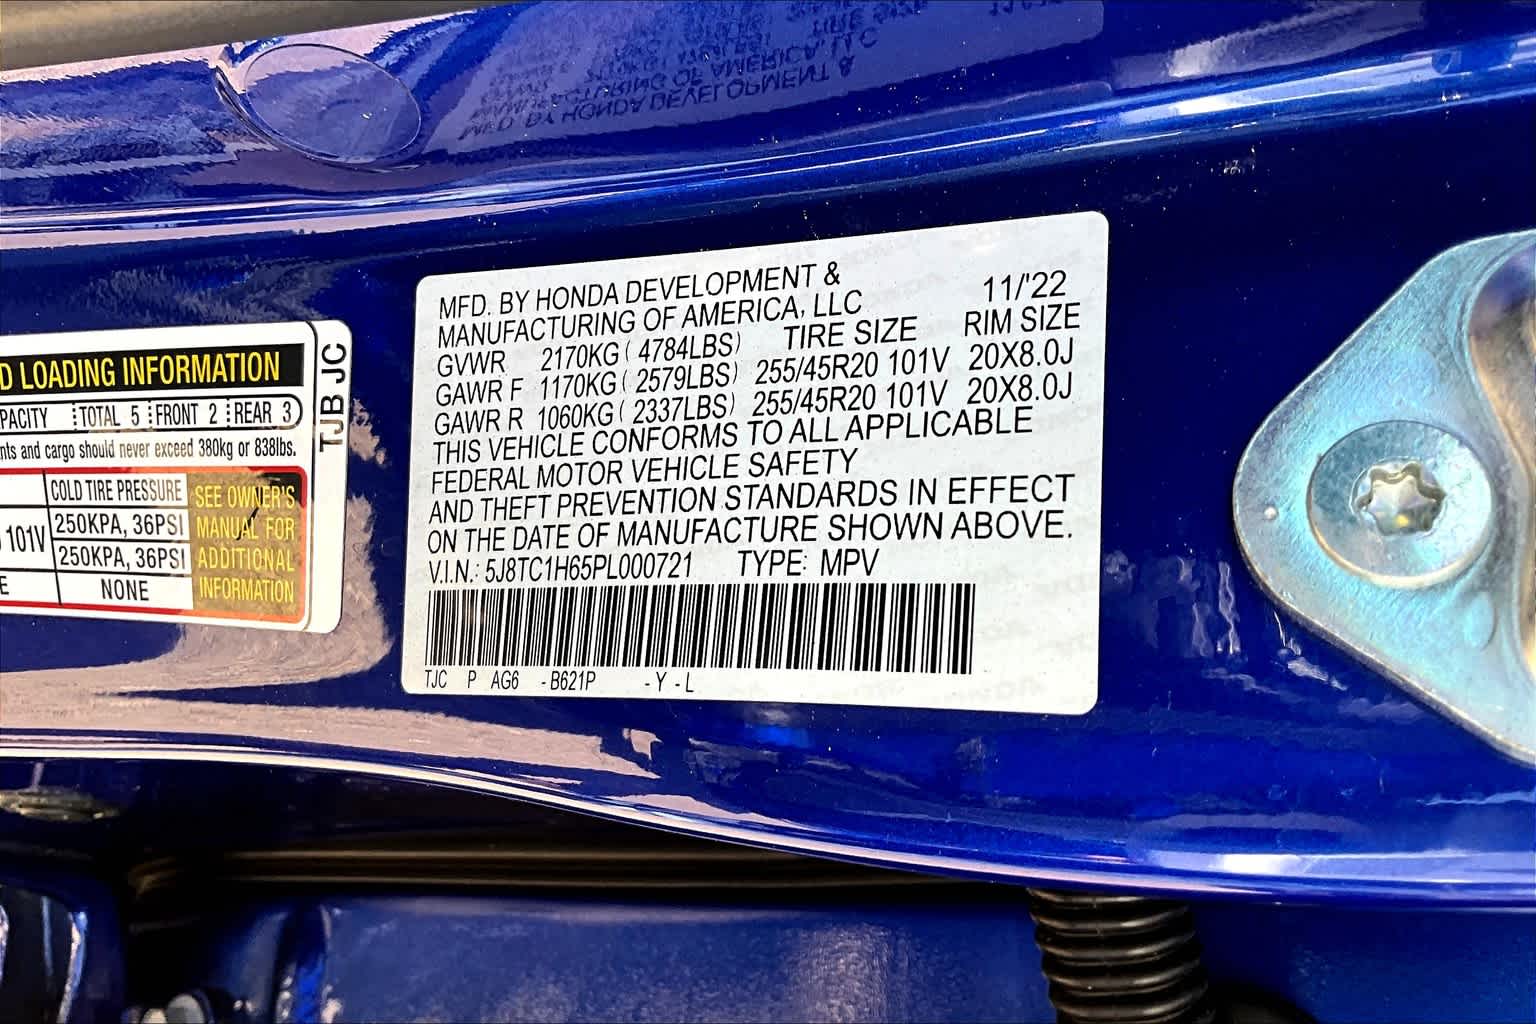 D LOADING INFORMATION
PACITY TOTAL 5 FRONT 2 REAR 3
nts and cargo should never exceed 380kg or 838lbs.
COLD TIRE PRESSURE
101V 250KPA, 36PSI
250KPA, 36PSI
E NONE
SEE OWNER'S
MANUAL FOR
ADDITIONAL
INFORMATION
TJB JC
MFD. BY HONDA DEVELOPMENT &
MANUFACTURING OF AMERICA, LLC 11/'22
GVWR 2170KG ( 4784LBS) TIRE SIZE RIM SIZE
GAWR F 1170KG ( 2579LBS) 255/45R20 101V 20X8.0J
GAWR R 1060KG ( 2337LBS) 255/45R20 101V 20X8.0J
THIS VEHICLE CONFORMS TO ALL APPLICABLE
FEDERAL MOTOR VEHICLE SAFETY
AND THEFT PREVENTION STANDARDS IN EFFECT
ON THE DATE OF MANUFACTURE SHOWN ABOVE.
V.I.N.: 5J8TC1H65PL000721 TYPE: MPV
TJC P AG6 -B621P -Y-L